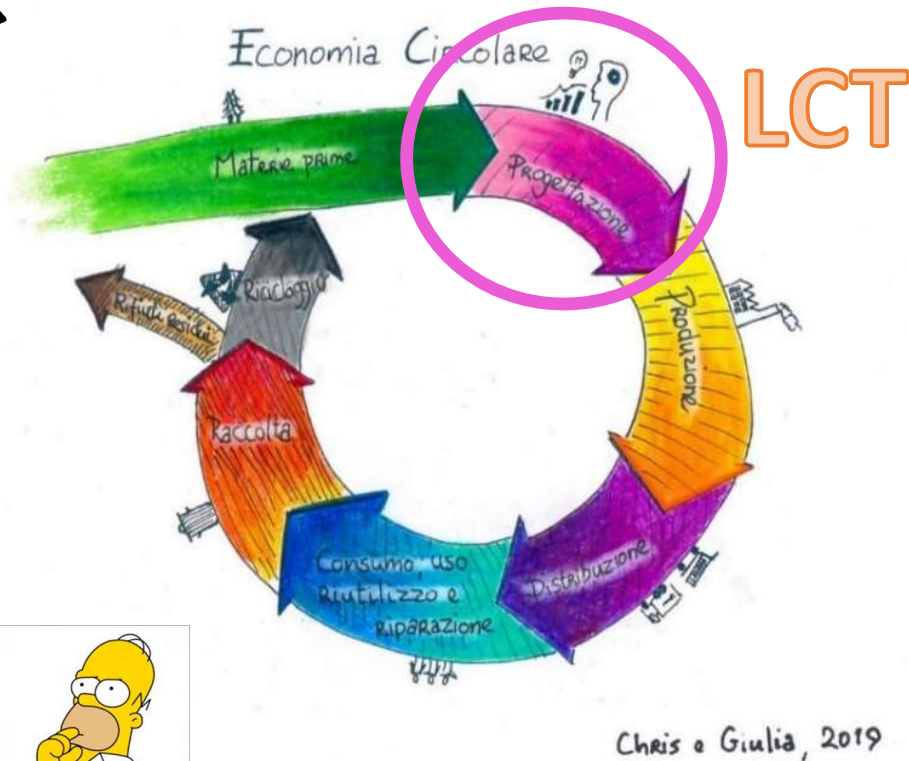 Economia Circolare
LCT
Materie prime
Progettazione
Produzione
Distribuzione
Consumo, uso
Riutilizzo e
riparazione
Raccolta
Riciclaggio
Rifiuti residui
Chris e Giulia, 2019